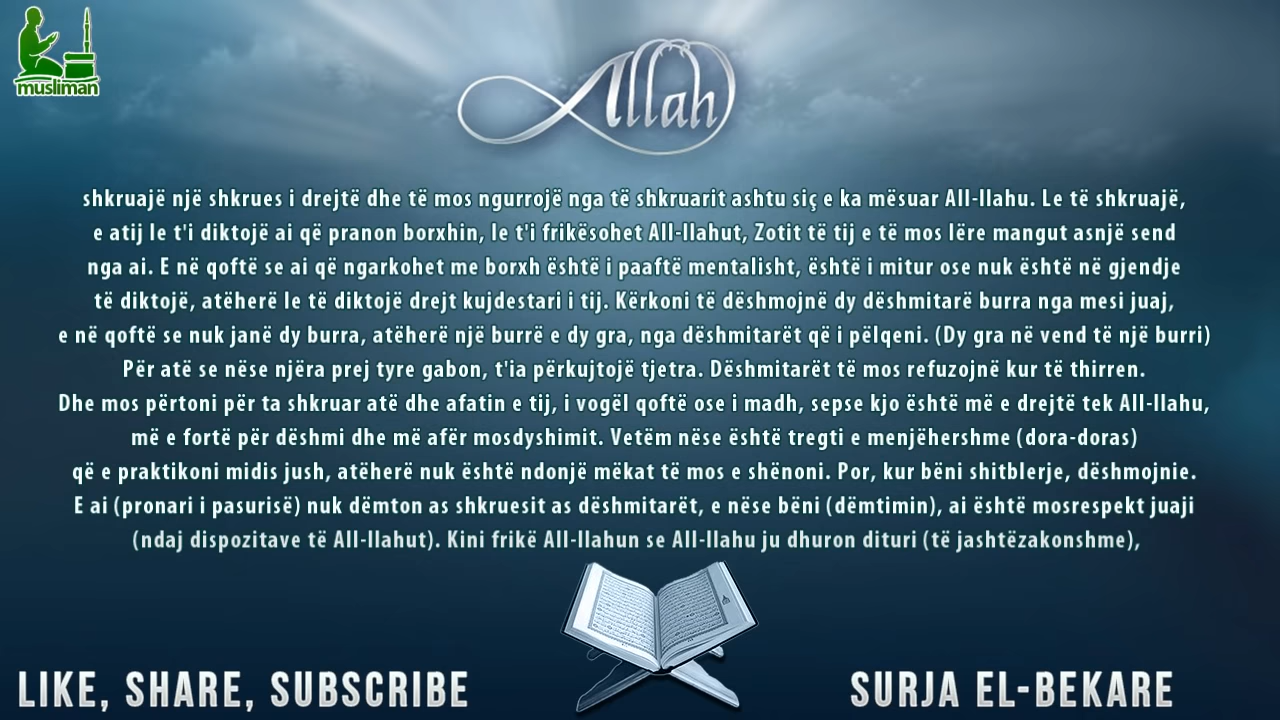 musliman
Allah
shkruajë një shkrues i drejtë dhe të mos ngurrojë nga të shkruarit ashtu siç e ka mësuar All-llahu. Le të shkruajë,
e atij le t'i diktojë ai që pranon borxhin, le t'i frikësohet All-llahut, Zotit të tij e të mos lëre mangut asnjë send
nga ai. E në qoftë se ai që ngarkohet me borxh është i paaftë mentalisht, është i mitur ose nuk është në gjendje
të diktojë, atëherë le të diktojë drejt kujdestari i tij. Kërkoni të dëshmojnë dy dëshmitarë burra nga mesi juaj,
e në qoftë se nuk janë dy burra, atëherë një burrë e dy gra, nga dëshmitarët që i pëlqeni. (Dy gra në vend të një burri)
Për atë se nëse njëra prej tyre gabon, t'ia përkujtojë tjetra. Dëshmitarët të mos refuzojnë kur të thirren.
Dhe mos përtoni për ta shkruar atë dhe afatin e tij, i vogël qoftë ose i madh, sepse kjo është më e drejtë tek All-llahu,
më e fortë për dëshmi dhe më afër mosdyshimit. Vetëm nëse është tregti e menjëhershme (dora-doras)
që e praktikoni midis jush, atëherë nuk është ndonjë mëkat të mos e shënoni. Por, kur bëni shitblerje, dëshmojnie.
E ai (pronari i pasurisë) nuk dëmton as shkruesit as dëshmitarët, e nëse bëni (dëmtimin), ai është mosrespekt juaji
(ndaj dispozitave të All-llahut). Kini frikë All-llahun se All-llahu ju dhuron dituri (të jashtëzakonshme),
LIKE, SHARE, SUBSCRIBE
SURJA EL-BEKARE